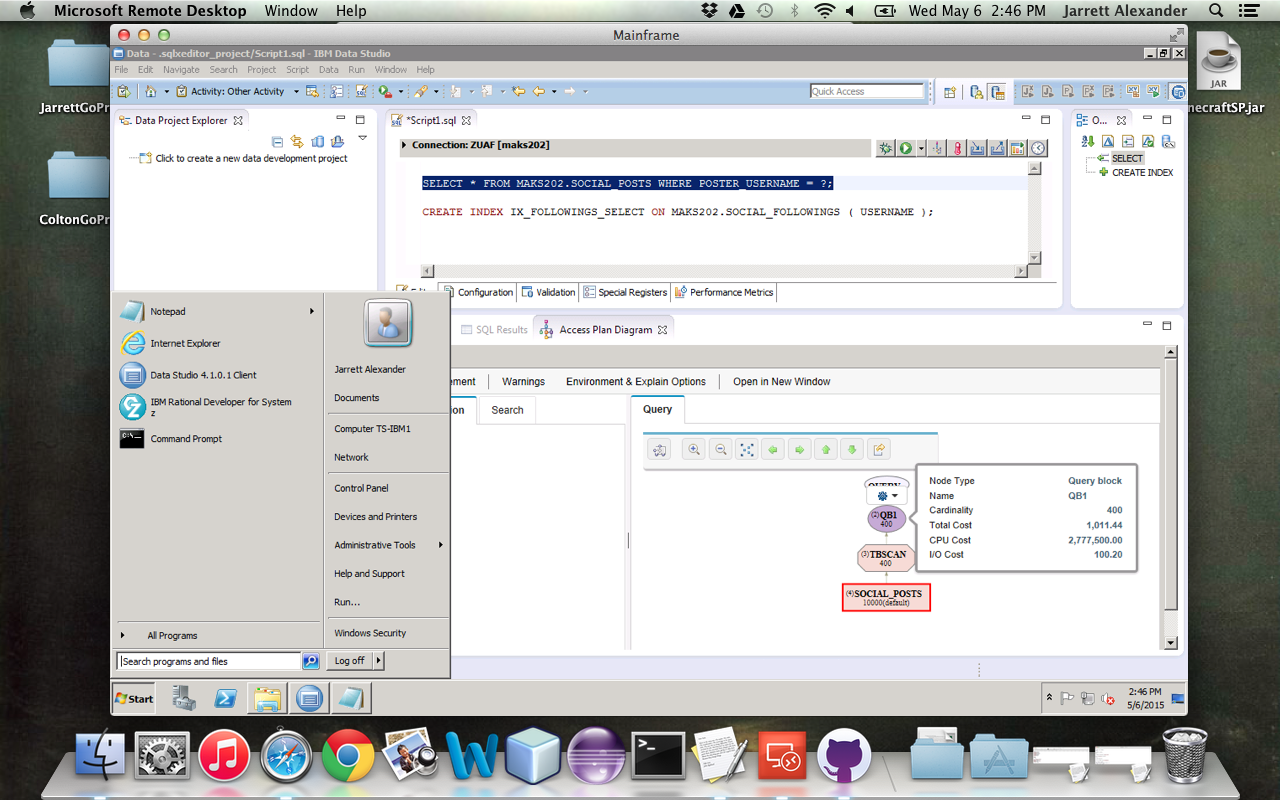 Microsoft Remote Desktop Window Help Wed May 6 2:46 PM Jarrett Alexander
Mainframe
JarrettGoPr
ColtonGoPr
JAR
necraftSP.jar
Data - .sqlxeditor_project/Script1.sql - IBM Data Studio
File Edit Navigate Search Project Script Data Run Window Help
Activity: Other Activity
Quick Access
Data Project Explorer
Click to create a new data development project
*Script1.sql
Connection: ZUAF [maks202]
SELECT * FROM MAKS202.SOCIAL_POSTS WHERE POSTER_USERNAME = ?;
CREATE INDEX IX_FOLLOWINGS_SELECT ON MAKS202.SOCIAL_FOLLOWINGS ( USERNAME );
Configuration Validation Special Registers Performance Metrics
O...
SELECT
CREATE INDEX
SQL Results Access Plan Diagram
ement Warnings Environment & Explain Options Open in New Window
ion Search
Query
(2)QB1
400
(3)TBSCAN
400
(4)SOCIAL_POSTS
10000(default)
Node Type Query block
Name QB1
Cardinality 400
Total Cost 1,011.44
CPU Cost 2,777,500.00
I/O Cost 100.20
Notepad
Internet Explorer
Data Studio 4.1.0.1 Client
IBM Rational Developer for System
z
C:\>_
Command Prompt
All Programs
Search programs and files
Jarrett Alexander
Documents
Computer TS-IBM1
Network
Control Panel
Devices and Printers
Administrative Tools
Help and Support
Run...
Windows Security
Log off
Start
2:46 PM
5/6/2015